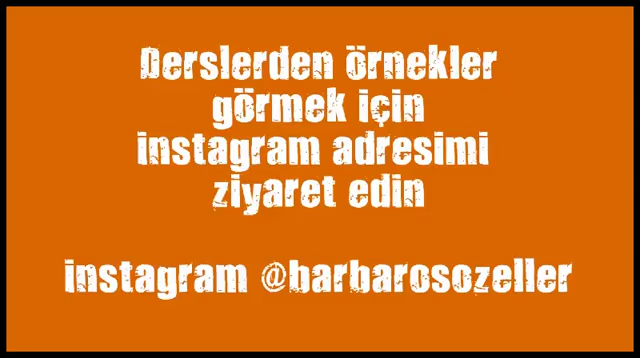 Derslerden örnekler
görmek için
instagram adresimi
ziyaret edin
instagram @barbarosozeller